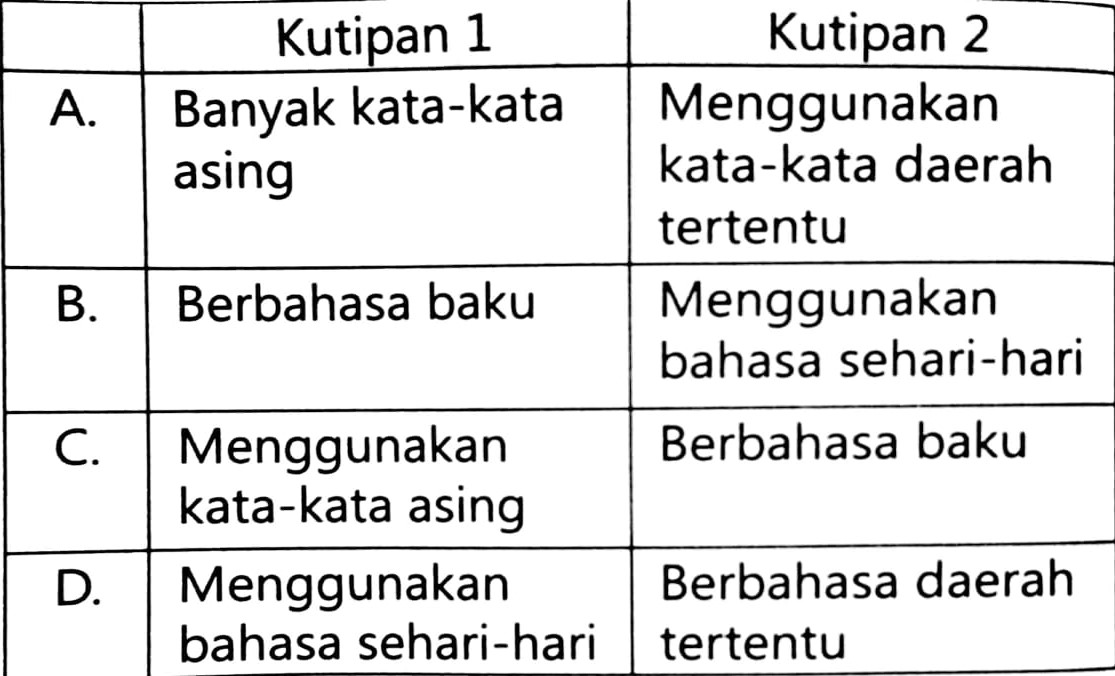 Kutipan 1 Kutipan 2
A. Banyak kata-kata Menggunakan
asing kata-kata daerah
tertentu
B. Berbahasa baku Menggunakan
bahasa sehari-hari
C. Menggunakan Berbahasa baku
kata-kata asing
D. Menggunakan Berbahasa daerah
bahasa sehari-hari tertentu